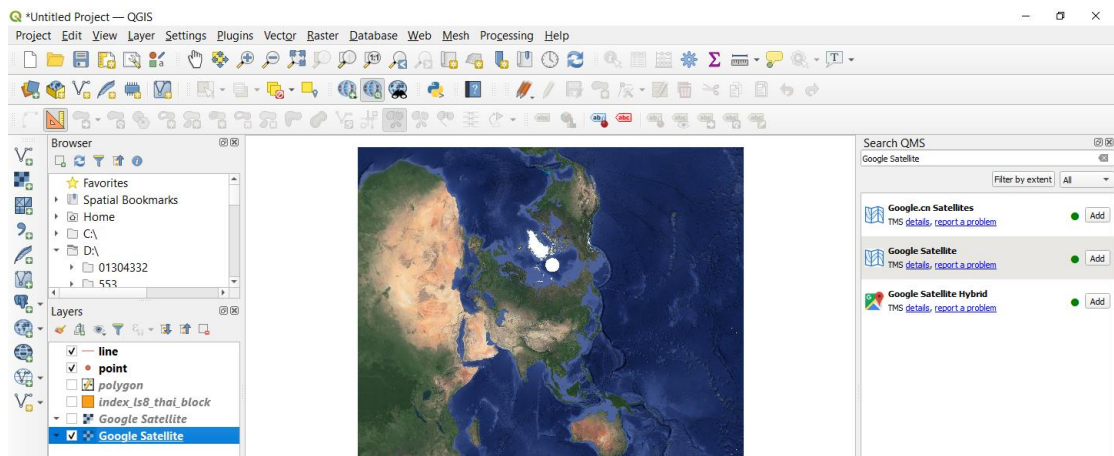 *Untitled Project — QGIS
Project Edit View Layer Settings Plugins Vector Raster Database Web Mesh Processing Help
Browser
Favorites
Spatial Bookmarks
Home
C:\
D:\
01304332
553
Layers
line
point
polygon
index_ls8_thai_block
Google Satellite
Google Satellite
Search QMS
Google Satellite
Filter by extent All
Google.cn Satellites
TMS details, report a problem
Add
Google Satellite
TMS details, report a problem
Add
Google Satellite Hybrid
TMS details, report a problem
Add